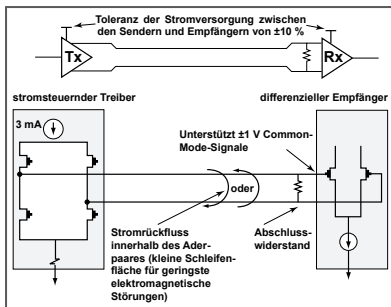 Toleranz der Stromversorgung zwischen
den Sendern und Empfängern von ±10 %
Tx
Rx
stromsteuernder Treiber
differenzieller Empfänger
3 mA
Unterstützt ±1 V Common-
Mode-Signale
oder
Stromrückfluss
innerhalb des Ader-
paares (kleine Schleifen-
fläche für geringste
elektromagnetische
Störungen)
Abschluss-
widerstand